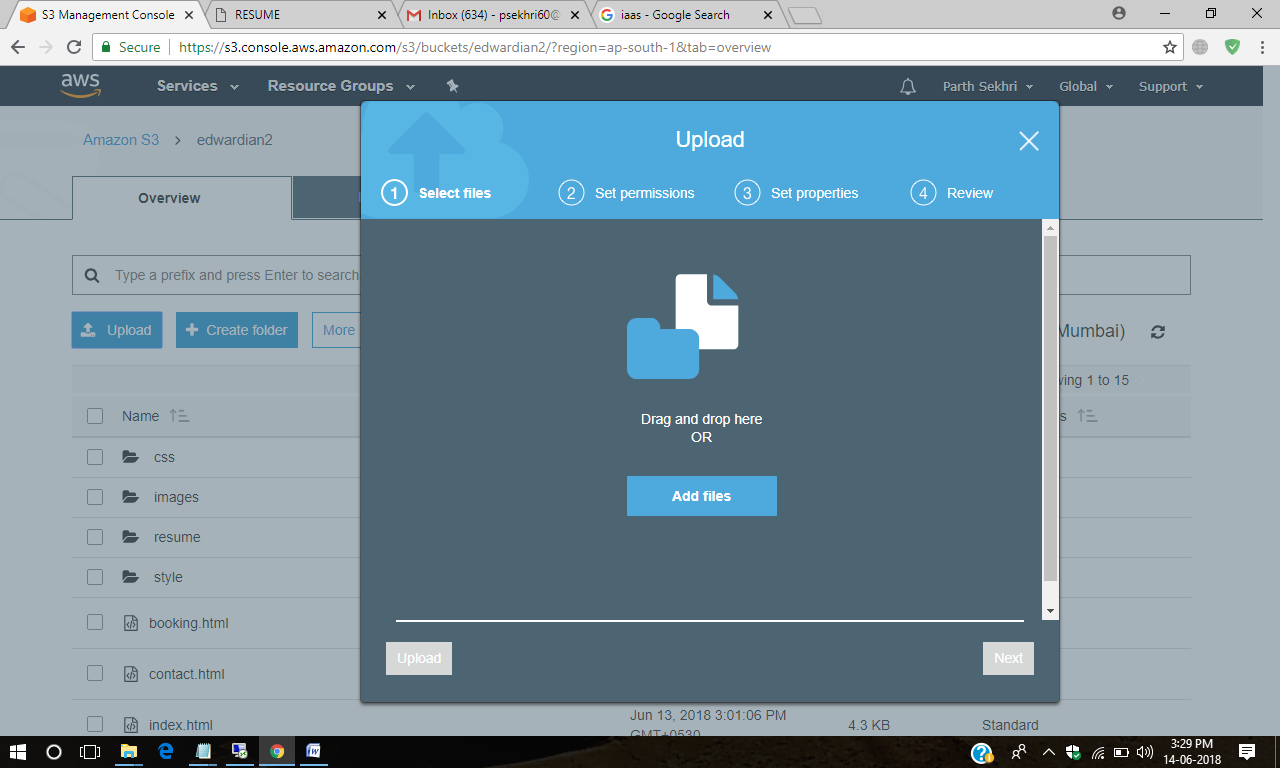 S3 Management Console
RESUME
Inbox (634) - psekhri60@
iaas - Google Search
Secure
https://s3.console.aws.amazon.com/s3/buckets/edwardian2/?region=ap-south-1&tab=overview
aws
Services
Resource Groups
Parth Sekhri
Global
Support
Amazon S3 > edwardian2
Overview
Upload
1 Select files
2 Set permissions
3 Set properties
4 Review
Type a prefix and press Enter to search
Upload
Create folder
More
Mumbai)
1 to 15
Name
css
images
resume
style
booking.html
contact.html
index.html
Drag and drop here
OR
Add files
Upload
Next
Jun 13, 2018 3:01:06 PM
GMT+0530
4.3 KB
Standard
3:29 PM
14-06-2018